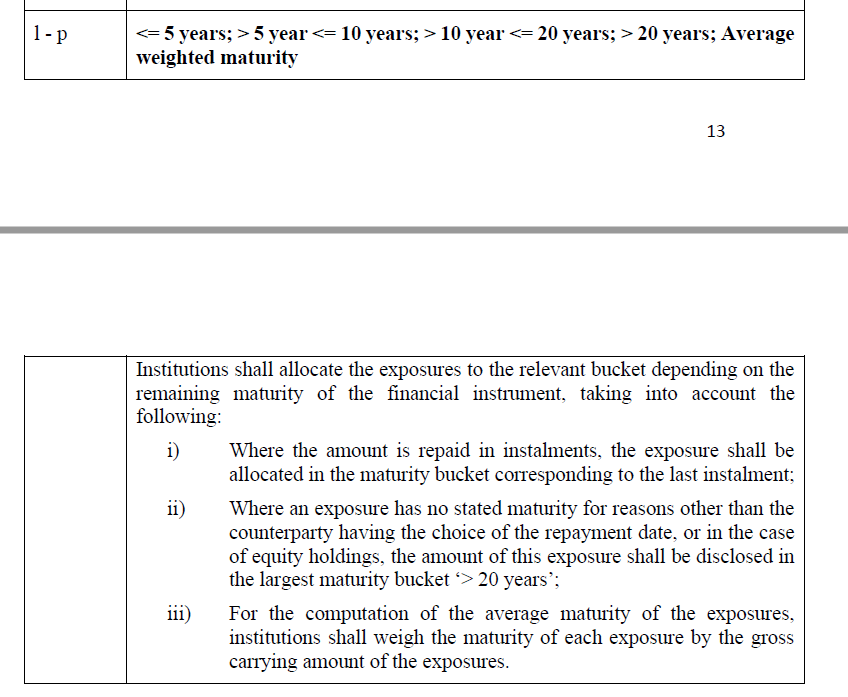 l - p
<= 5 years; > 5 year <= 10 years; > 10 year <= 20 years; > 20 years; Average
weighted maturity
13
Institutions shall allocate the exposures to the relevant bucket depending on the
remaining maturity of the financial instrument, taking into account the
following:
i) Where the amount is repaid in instalments, the exposure shall be
allocated in the maturity bucket corresponding to the last instalment;
ii) Where an exposure has no stated maturity for reasons other than the
counterparty having the choice of the repayment date, or in the case
of equity holdings, the amount of this exposure shall be disclosed in
the largest maturity bucket ‘> 20 years’;
iii) For the computation of the average maturity of the exposures,
institutions shall weigh the maturity of each exposure by the gross
carrying amount of the exposures.